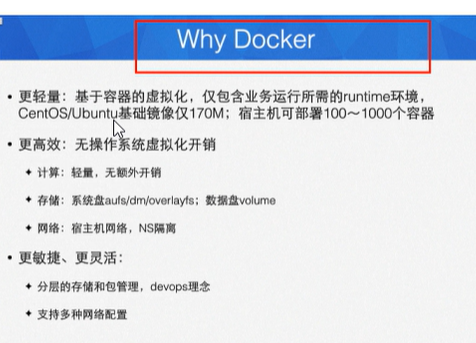 Why Docker
• 更轻量：基于容器的虚拟化，仅包含业务运行所需的runtime环境，
CentOS/Ubuntu基础镜像仅170M；宿主机可部署100～1000个容器
• 更高效：无操作系统虚拟化开销
✦ 计算：轻量，无额外开销
✦ 存储：系统盘aufs/dm/overlayfs；数据盘volume
✦ 网络：宿主机网络，NS隔离
• 更敏捷、更灵活：
✦ 分层的存储和包管理，devops理念
✦ 支持多种网络配置